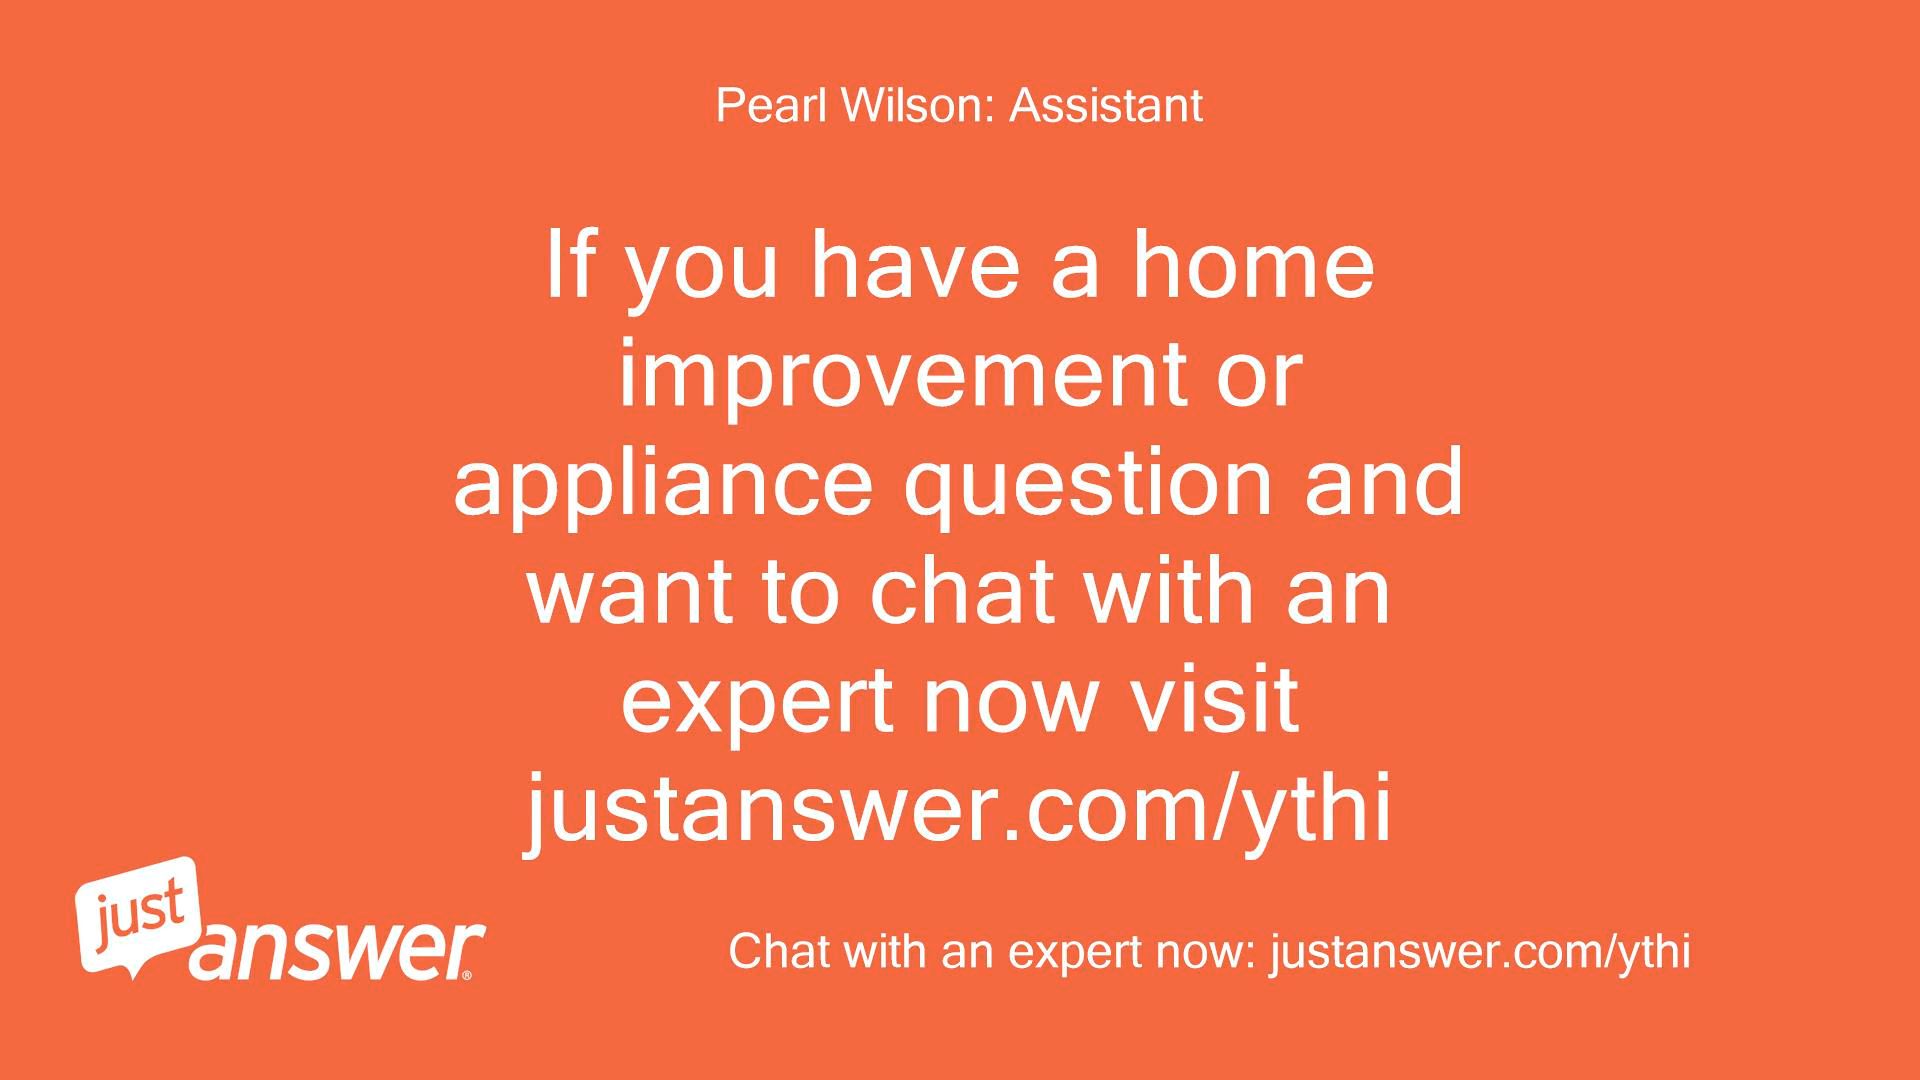 Pearl Wilson: Assistant
If you have a home
improvement or
appliance question and
want to chat with an
expert now visit
justanswer.com/ythi
just
answer®
Chat with an expert now: justanswer.com/ythi